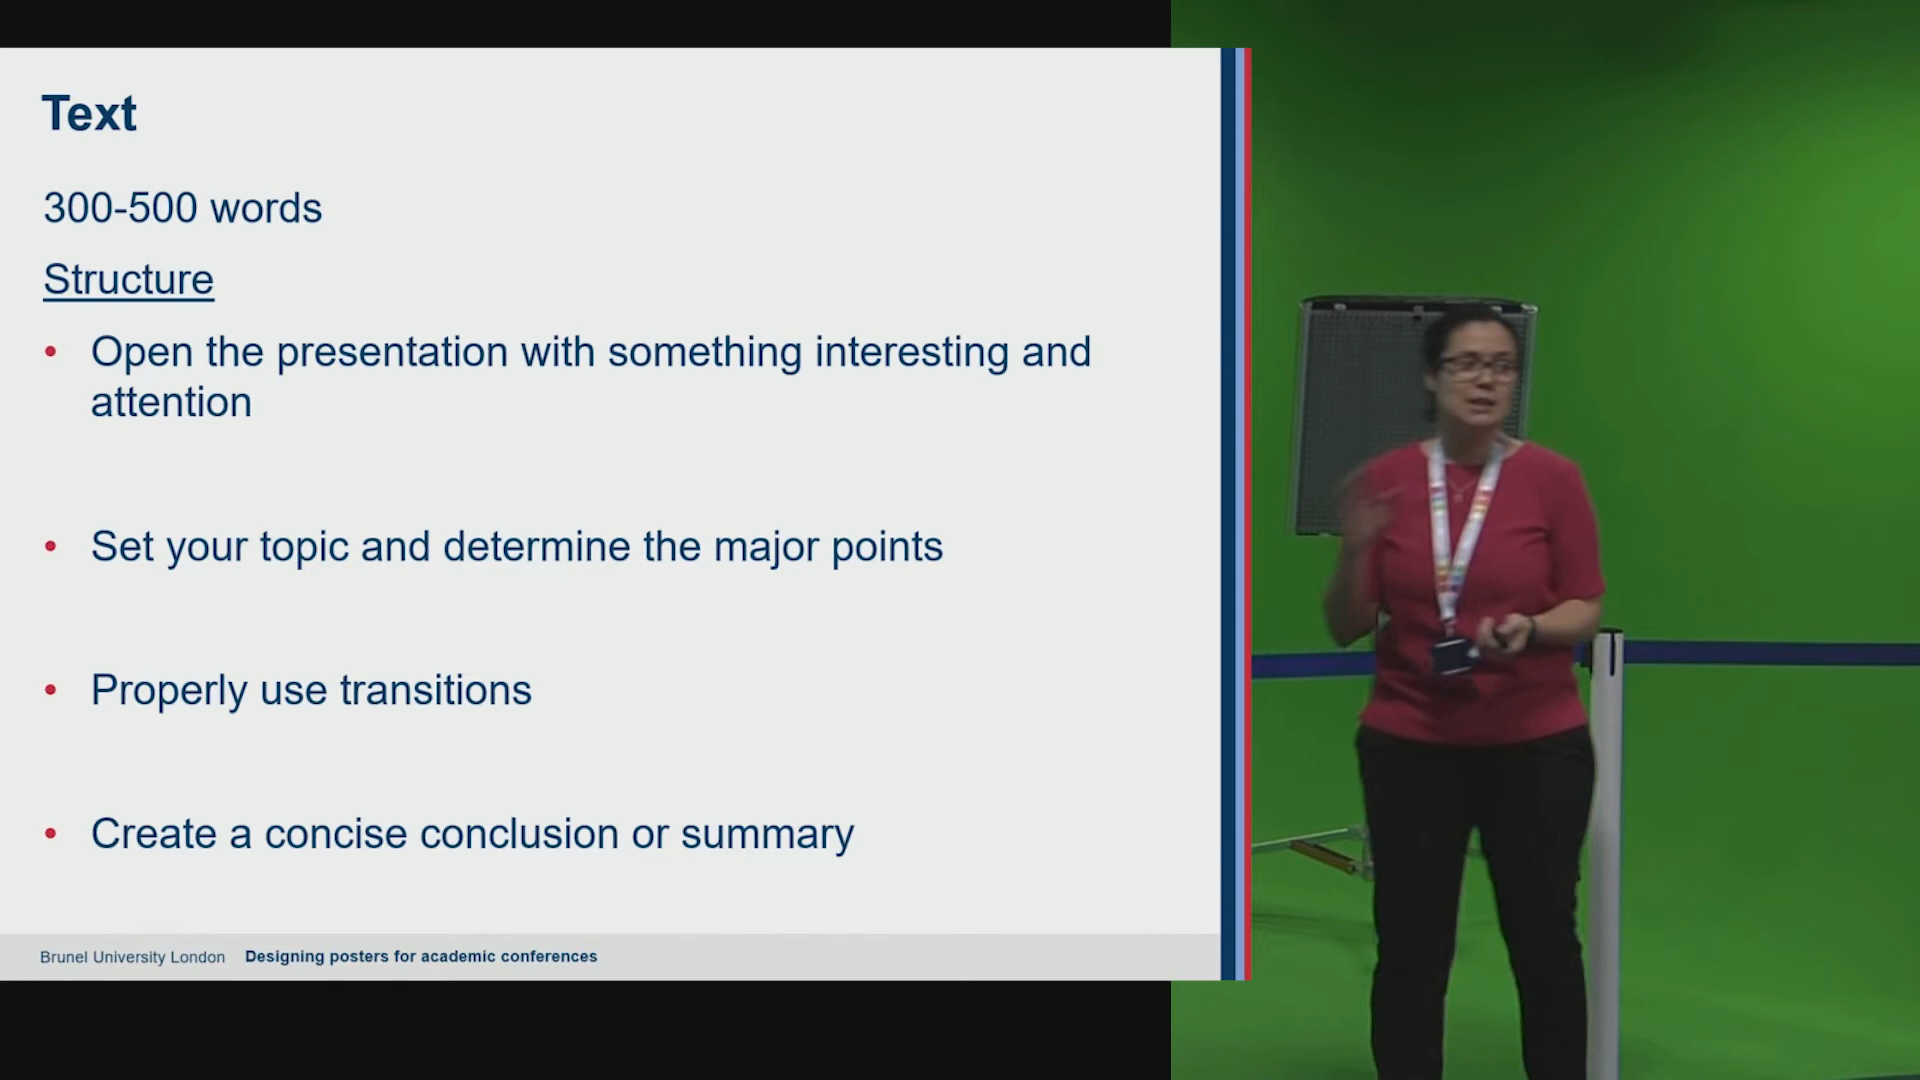 Text
300-500 words
Structure
• Open the presentation with something interesting and
attention
• Set your topic and determine the major points
• Properly use transitions
• Create a concise conclusion or summary
Brunel University London Designing posters for academic conferences